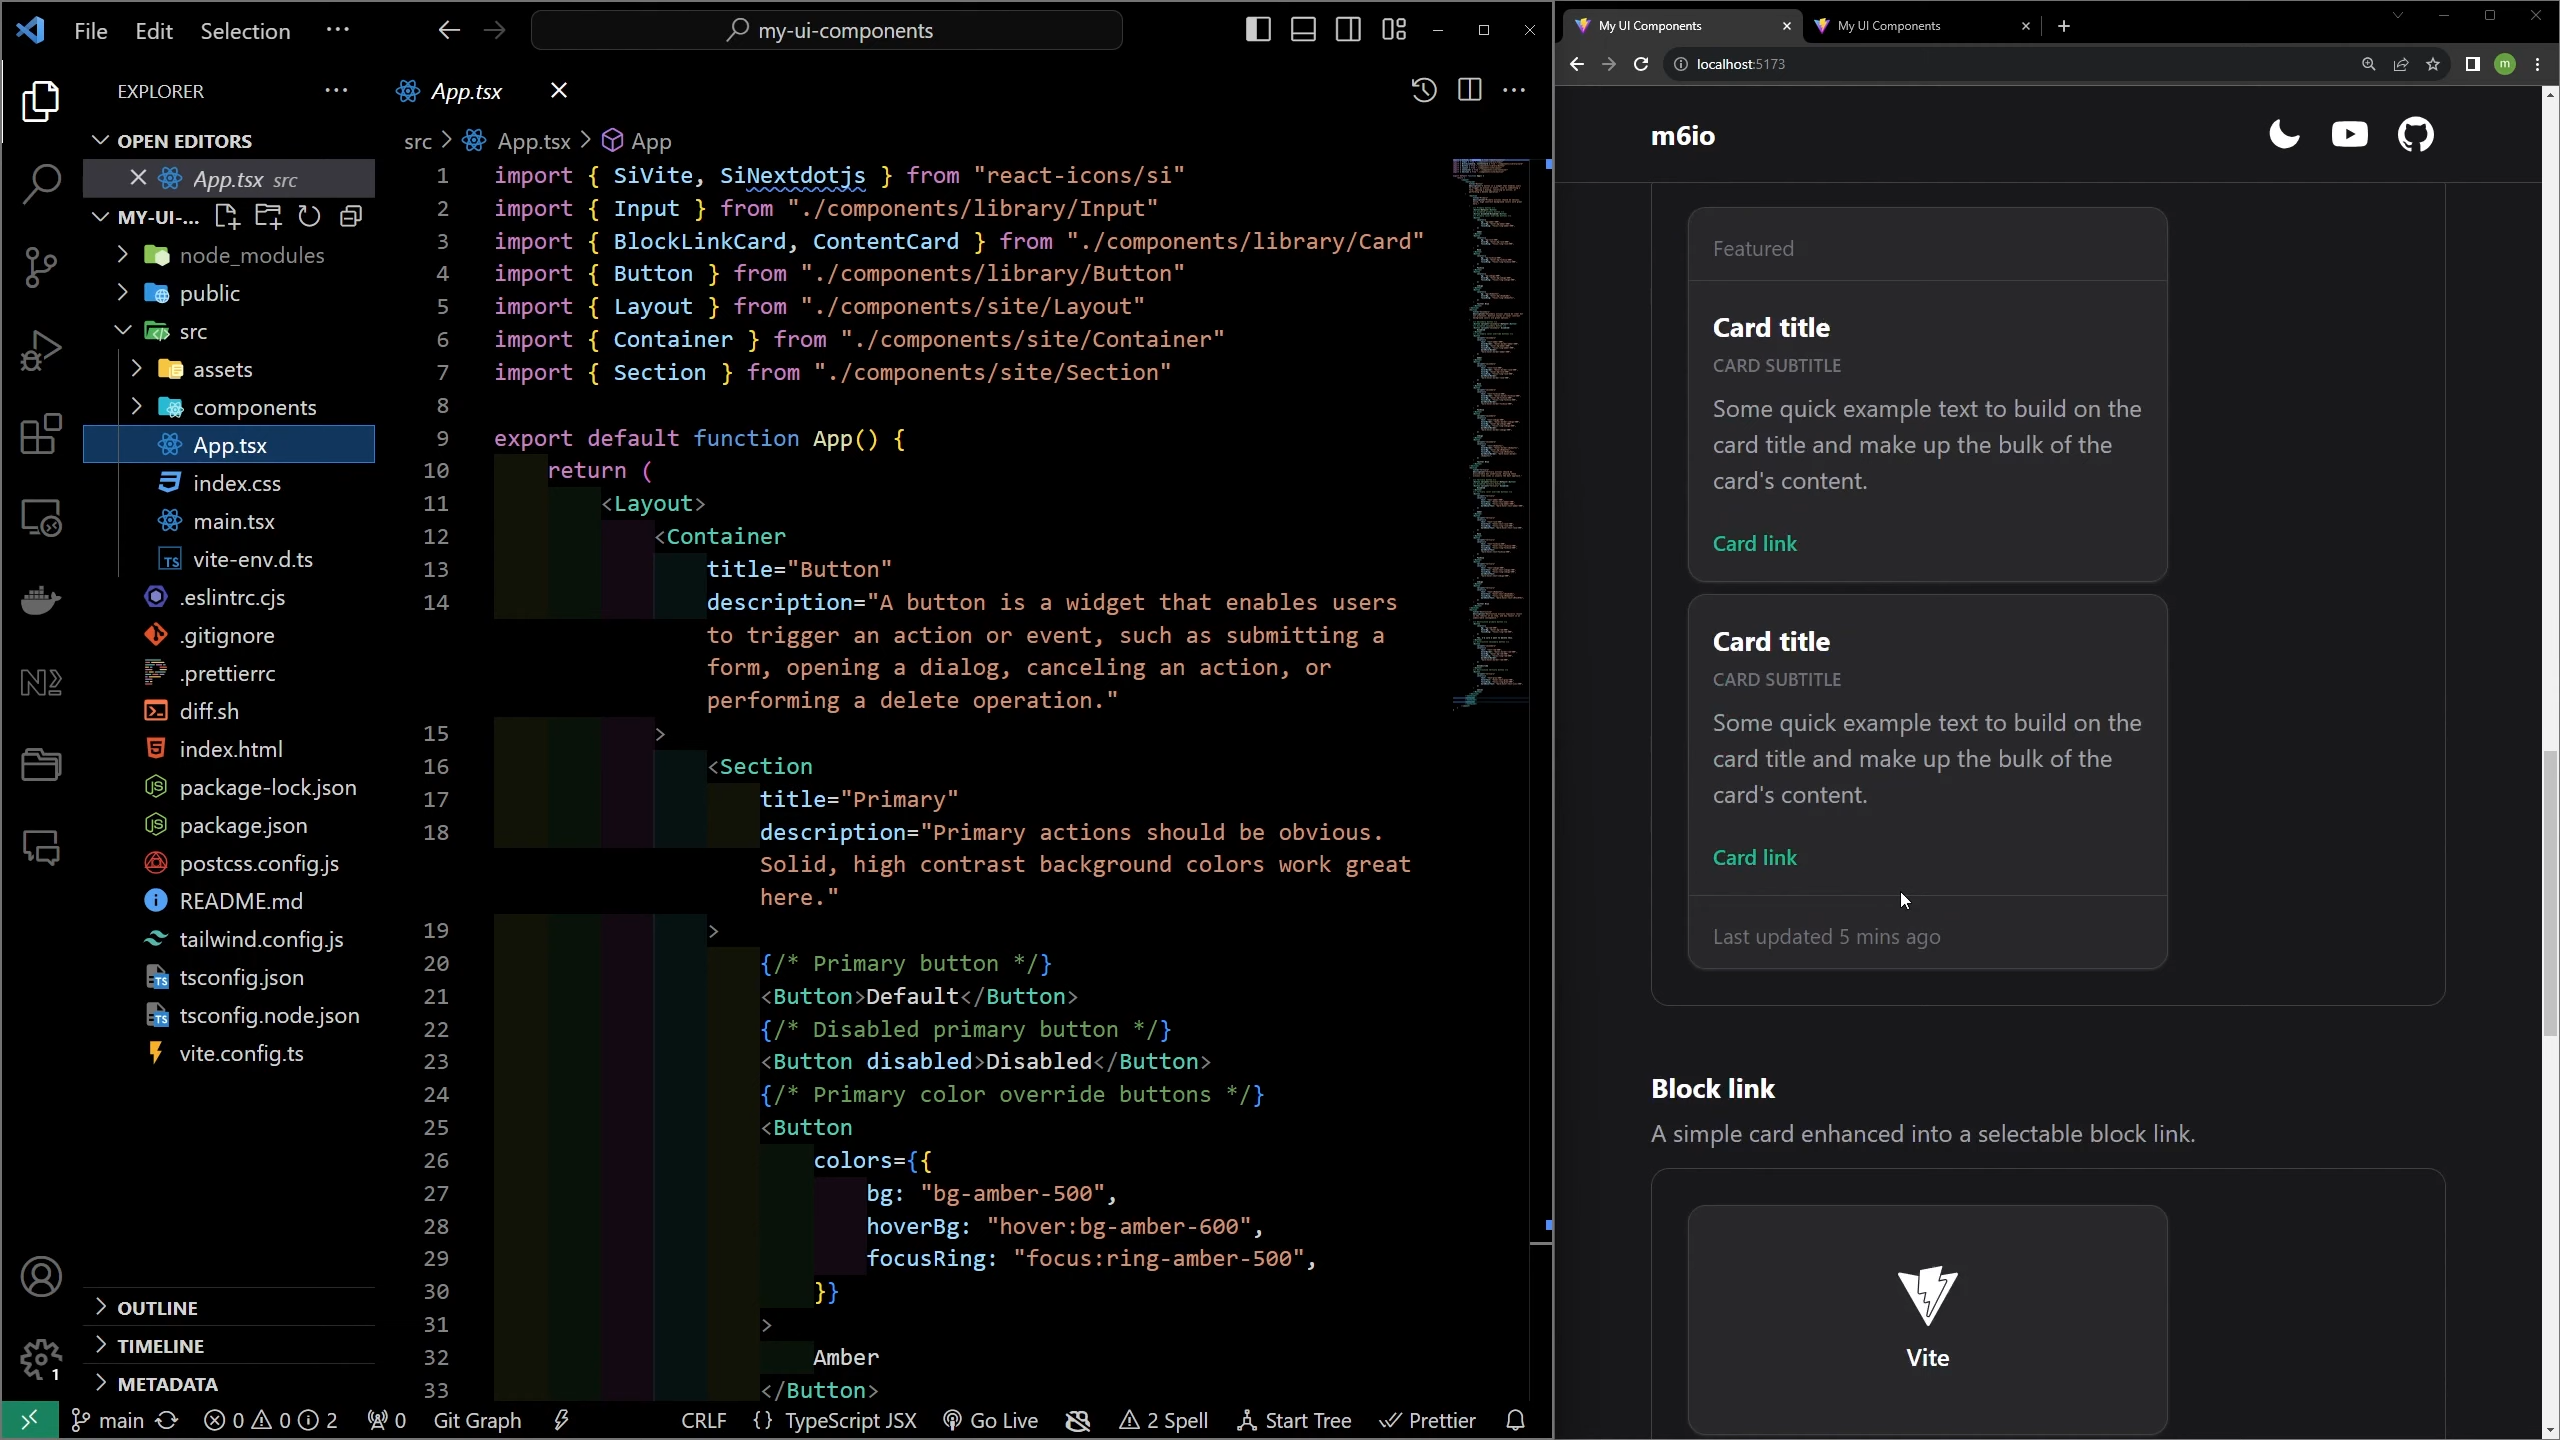 File Edit Selection ···
my-ui-components
EXPLORER
OPEN EDITORS
App.tsx src
MY-UI-...
node_modules
public
src
assets
components
App.tsx
index.css
main.tsx
vite-env.d.ts
.eslintrc.cjs
.gitignore
.prettierrc
diff.sh
index.html
package-lock.json
package.json
postcss.config.js
README.md
tailwind.config.js
tsconfig.json
tsconfig.node.json
vite.config.ts
OUTLINE
TIMELINE
METADATA
1
App.tsx
src > App.tsx > App
1 import { SiVite, SiNextdotjs } from "react-icons/si"
2 import { Input } from "./components/library/Input"
3 import { BlockLinkCard, ContentCard } from "./components/library/Card"
4 import { Button } from "./components/library/Button"
5 import { Layout } from "./components/site/Layout"
6 import { Container } from "./components/site/Container"
7 import { Section } from "./components/site/Section"
8
9 export default function App() {
10 return (
11 <Layout>
12 <Container
13 title="Button"
14 description="A button is a widget that enables users
to trigger an action or event, such as submitting a
form, opening a dialog, canceling an action, or
performing a delete operation."
15 >
16 <Section
17 title="Primary"
18 description="Primary actions should be obvious.
Solid, high contrast background colors work great
here."
19 >
20 {/* Primary button */}
21 <Button>Default</Button>
22 {/* Disabled primary button */}
23 <Button disabled>Disabled</Button>
24 {/* Primary color override buttons */}
25 <Button
26 colors={{
27 bg: "bg-amber-500",
28 hoverBg: "hover:bg-amber-600",
29 focusRing: "focus:ring-amber-500",
30 }}
31 >
32 Amber
33 </Button>
main 0 0 2 0 Git Graph CRLF {} TypeScript JSX Go Live 2 Spell Start Tree Prettier
My UI Components
My UI Components
localhost:5173
m
m6io
Featured
Card title
CARD SUBTITLE
Some quick example text to build on the
card title and make up the bulk of the
card's content.
Card link
Card title
CARD SUBTITLE
Some quick example text to build on the
card title and make up the bulk of the
card's content.
Card link
Last updated 5 mins ago
Block link
A simple card enhanced into a selectable block link.
Vite